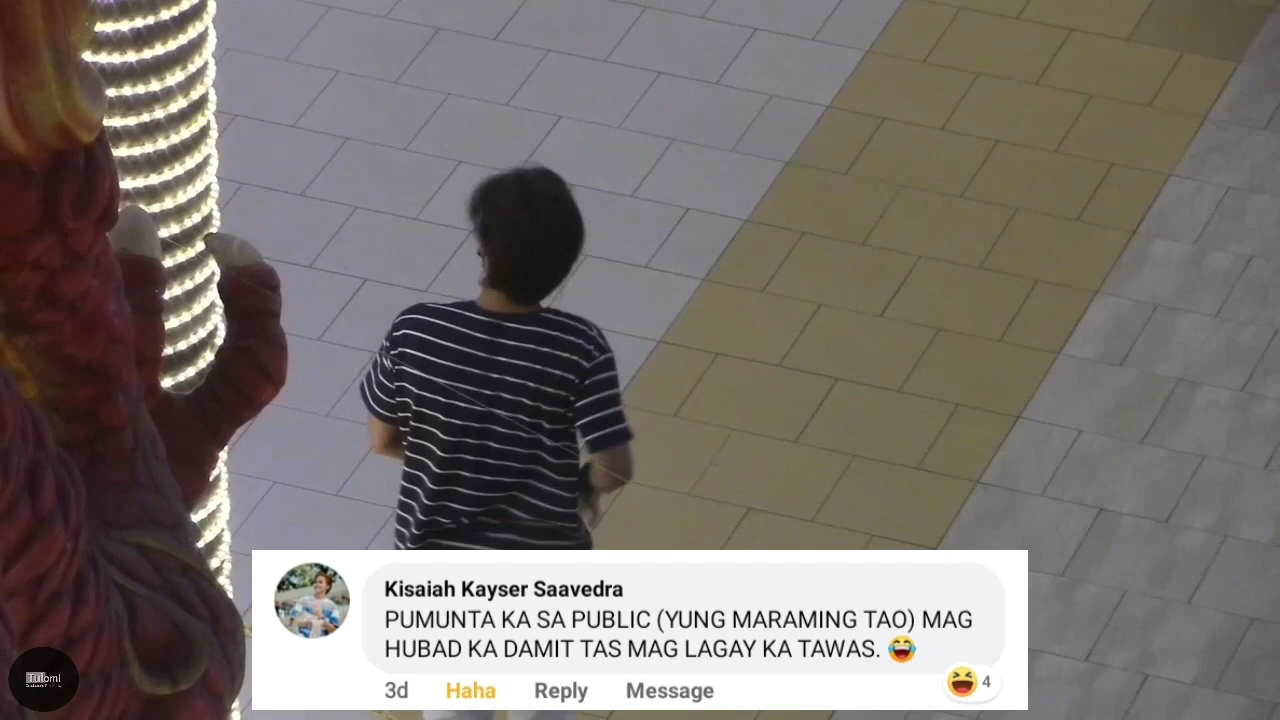 Kisaiah Kayser Saavedra
PUMUNTA KA SA PUBLIC (YUNG MARAMING TAO) MAG
HUBAD KA DAMIT TAS MAG LAGAY KA TAWAS. 😂
3d Haha Reply Message 4